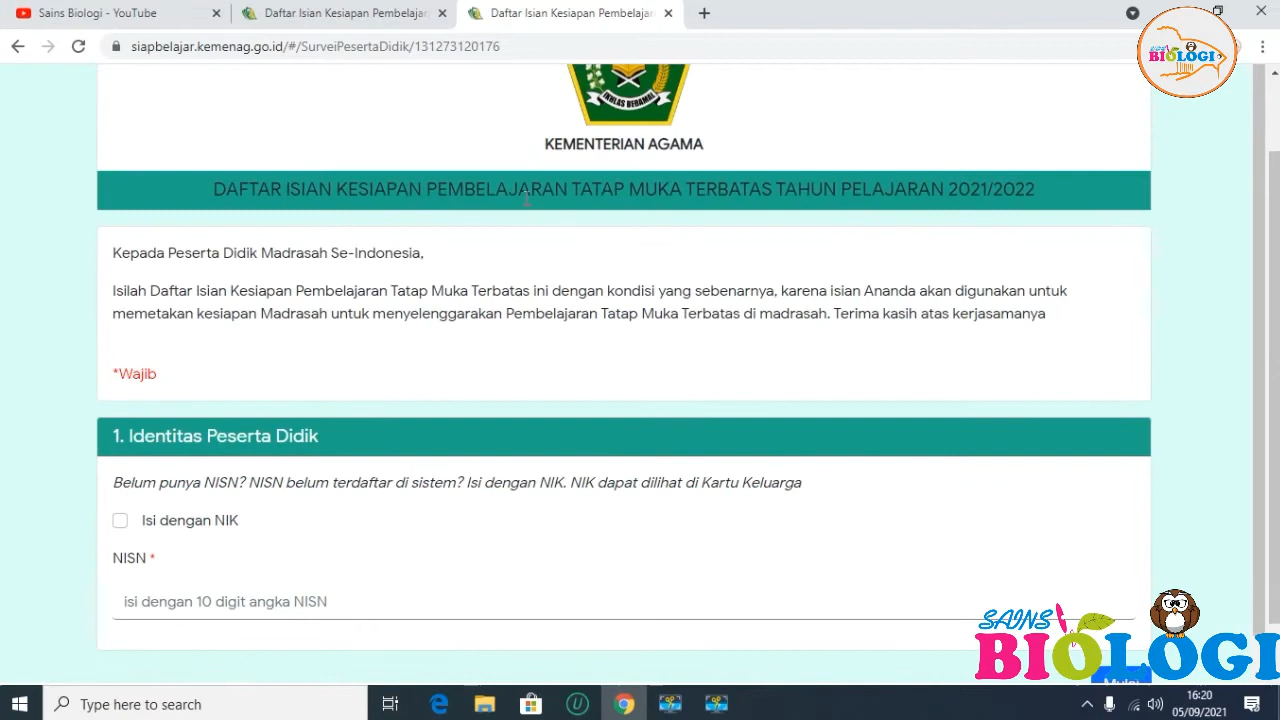 Sains Biologi - YouTube
Daftar Isian Kesiapan Pembelajar
Daftar Isian Kesiapan Pembelajar
siapbelajar.kemenag.go.id/#/SurveiPesertaDidik/131273120176
SAINS
BIOLOGI
IKHLAS BERAMAL
KEMENTERIAN AGAMA
DAFTAR ISIAN KESIAPAN PEMBELAJARAN TATAP MUKA TERBATAS TAHUN PELAJARAN 2021/2022
Kepada Peserta Didik Madrasah Se-Indonesia,
Isilah Daftar Isian Kesiapan Pembelajaran Tatap Muka Terbatas ini dengan kondisi yang sebenarnya, karena isian Ananda akan digunakan untuk
memetakan kesiapan Madrasah untuk menyelenggarakan Pembelajaran Tatap Muka Terbatas di madrasah. Terima kasih atas kerjasamanya
*Wajib
1. Identitas Peserta Didik
Belum punya NISN? NISN belum terdaftar di sistem? Isi dengan NIK. NIK dapat dilihat di Kartu Keluarga
Isi dengan NIK
NISN *
isi dengan 10 digit angka NISN
SAINS
BIOLOGI
Mulai
Type here to search
16:20
05/09/2021